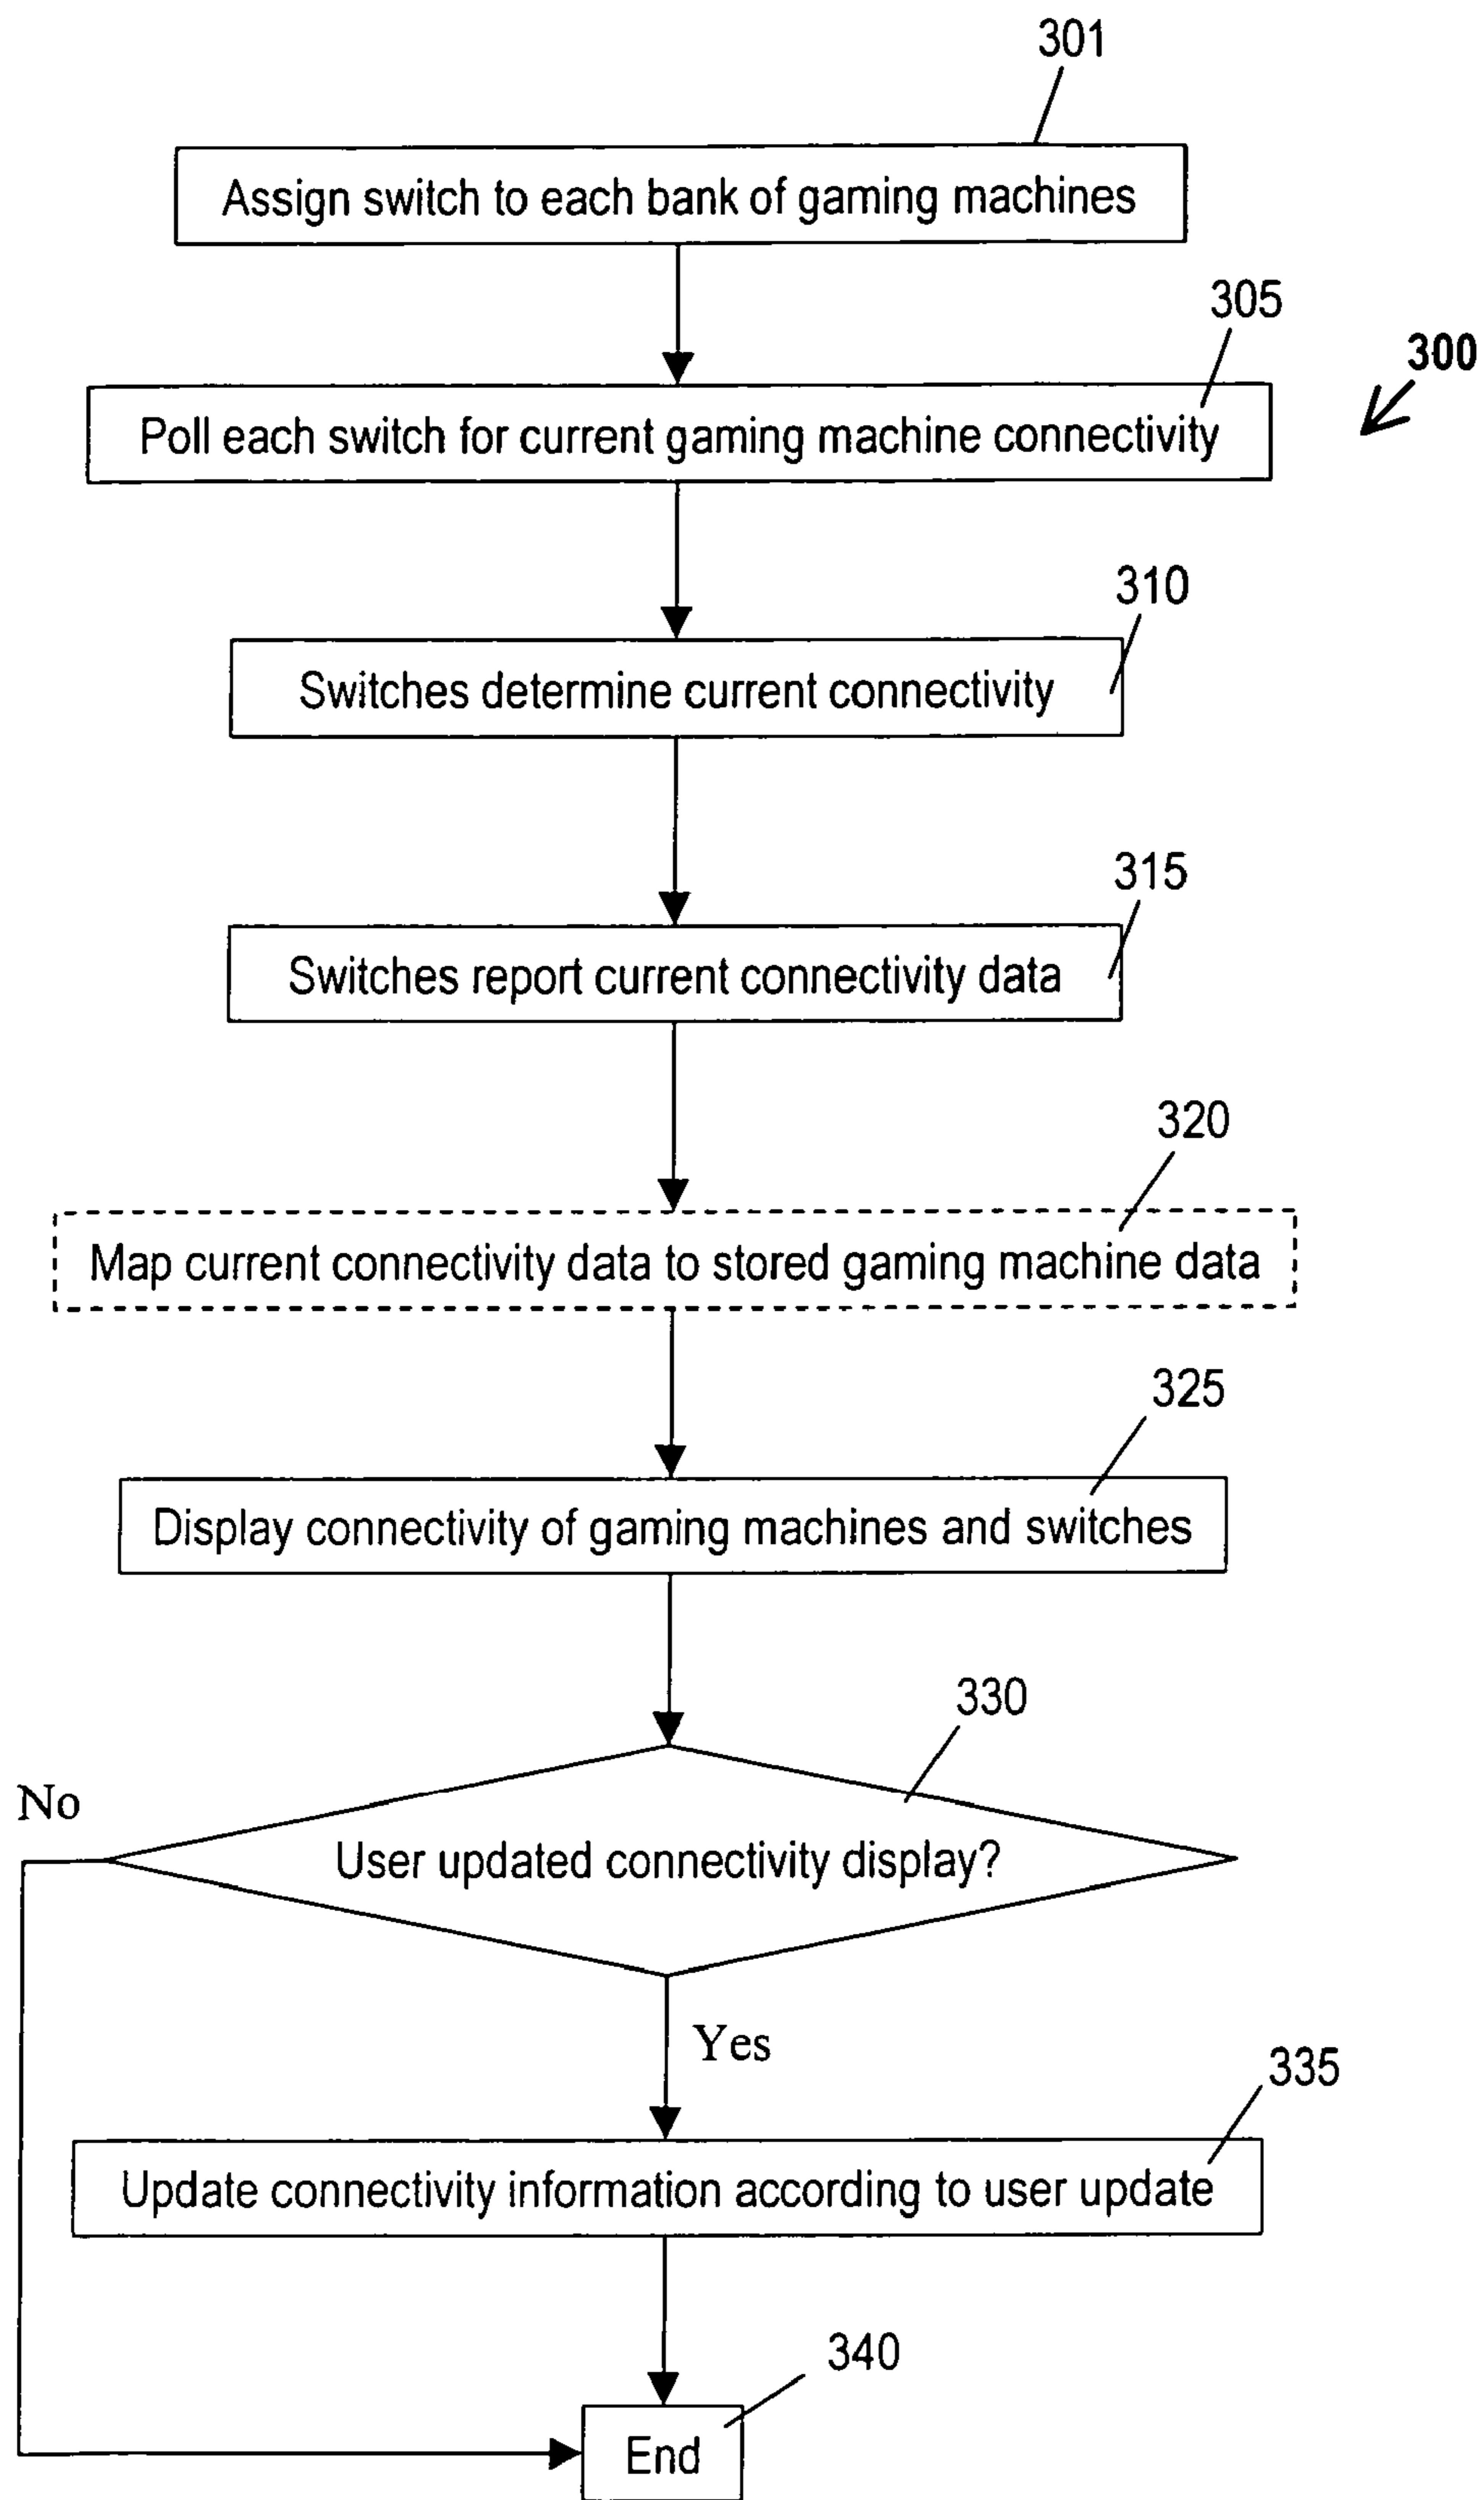 301
Assign switch to each bank of gaming machines
305
300
Poll each switch for current gaming machine connectivity
310
Switches determine current connectivity
315
Switches report current connectivity data
320
Map current connectivity data to stored gaming machine data
325
Display connectivity of gaming machines and switches
330
No
User updated connectivity display?
Yes
335
Update connectivity information according to user update
340
End